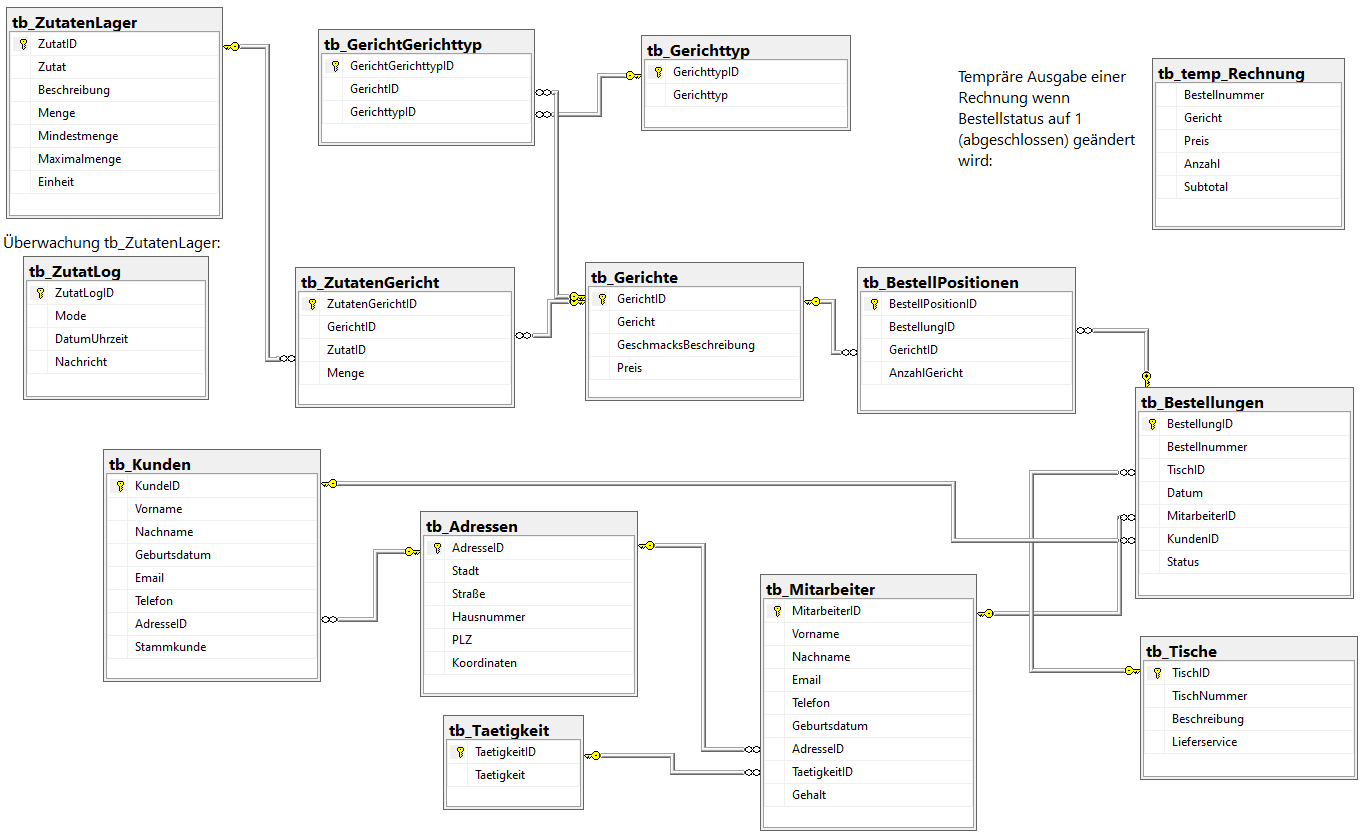 tb_ZutatenLager
ZutatID
Zutat
Beschreibung
Menge
Mindestmenge
Maximalmenge
Einheit
tb_GerichtGerichttyp
GerichtGerichttypID
GerichtID
GerichttypID
tb_Gerichttyp
GerichttypID
Gerichttyp
Tempräre Ausgabe einer
Rechnung wenn
Bestellstatus auf 1
(abgeschlossen) geändert
wird:
tb_temp_Rechnung
Bestellnummer
Gericht
Preis
Anzahl
Subtotal
Überwachung tb_ZutatenLager:
tb_ZutatLog
ZutatLogID
Mode
DatumUhrzeit
Nachricht
tb_ZutatenGericht
ZutatenGerichtID
GerichtID
ZutatID
Menge
tb_Gerichte
GerichtID
Gericht
GeschmacksBeschreibung
Preis
tb_BestellPositionen
BestellPositionID
BestellungID
GerichtID
AnzahlGericht
tb_Bestellungen
BestellungID
Bestellnummer
TischID
Datum
MitarbeiterID
KundenID
Status
tb_Kunden
KundeID
Vorname
Nachname
Geburtsdatum
Email
Telefon
AdresseID
Stammkunde
tb_Adressen
AdresseID
Stadt
Straße
Hausnummer
PLZ
Koordinaten
tb_Mitarbeiter
MitarbeiterID
Vorname
Nachname
Email
Telefon
Geburtsdatum
AdresseID
TaetigkeitID
Gehalt
tb_Tische
TischID
TischNummer
Beschreibung
Lieferservice
tb_Taetigkeit
TaetigkeitID
Taetigkeit